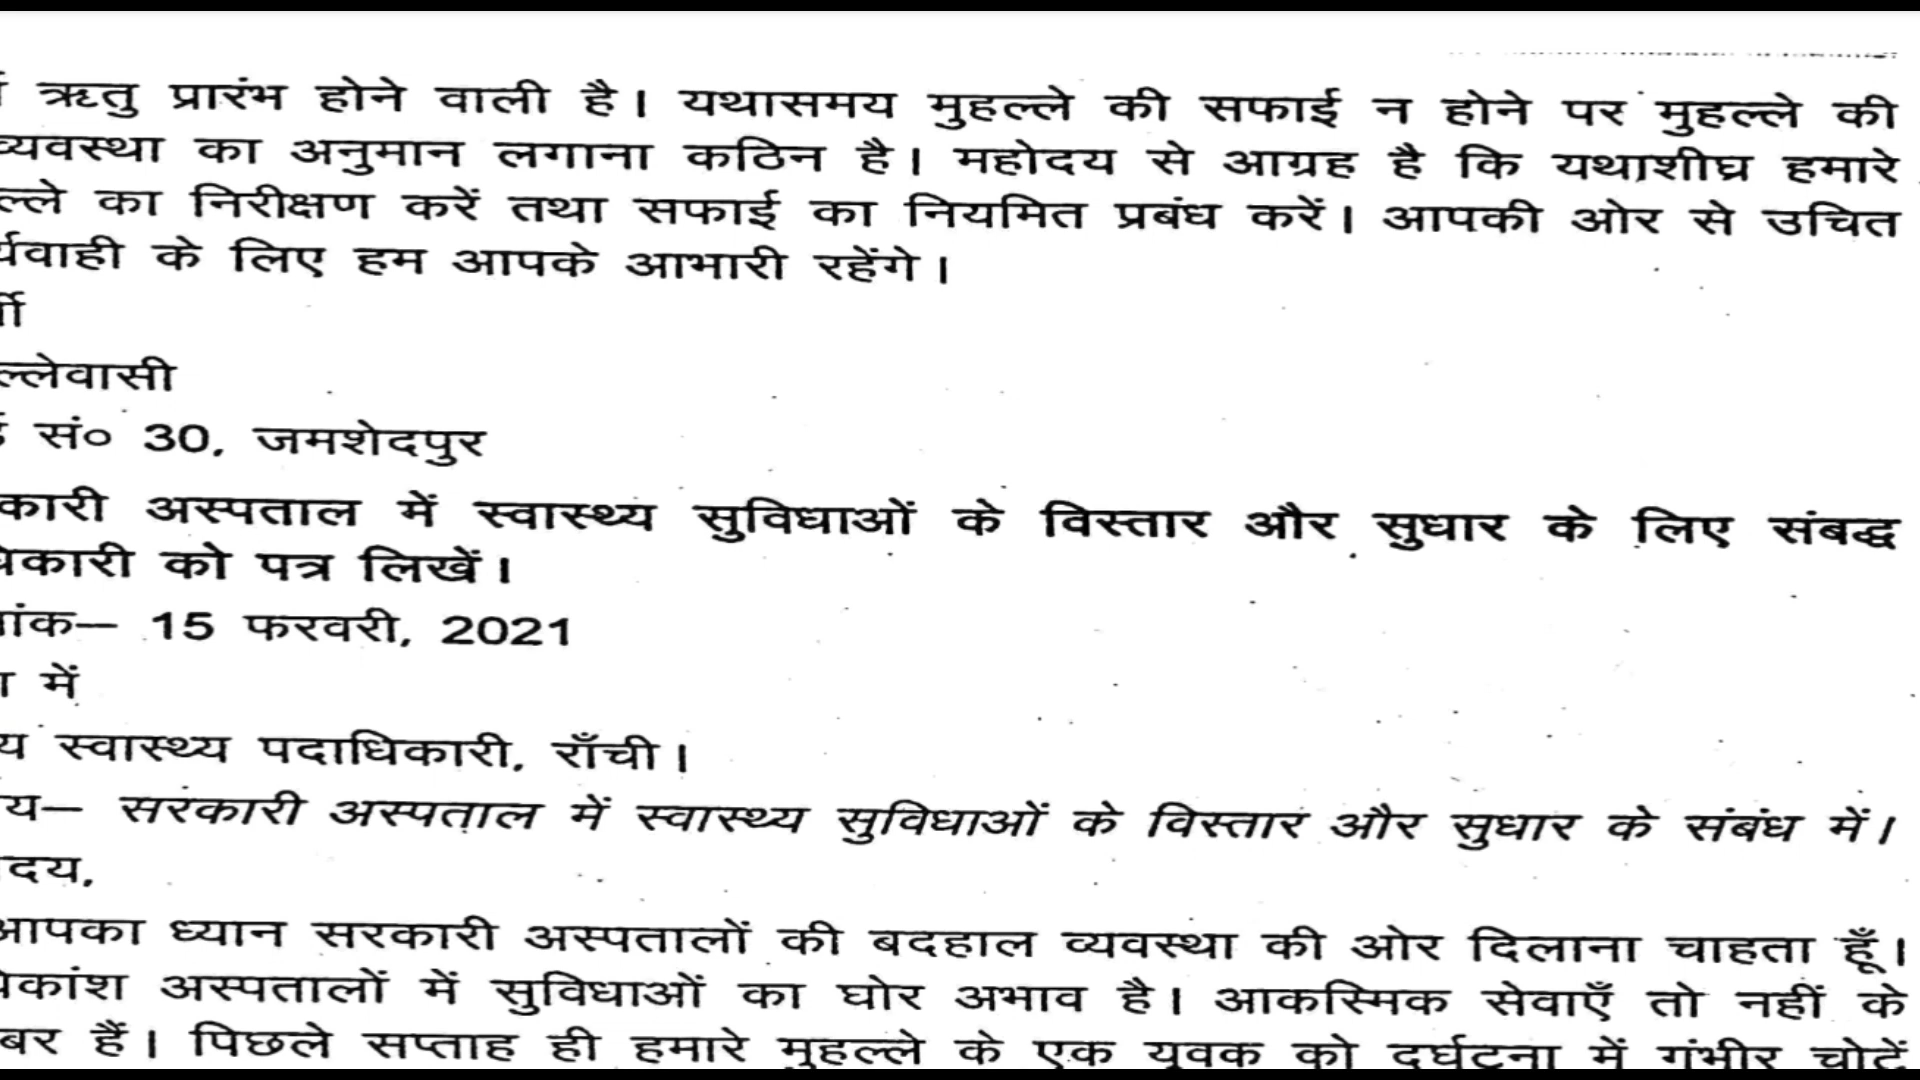 ऋतु प्रारंभ होने वाली है। यथासमय मुहल्ले की सफाई न होने पर मुहल्ले की
व्यवस्था का अनुमान लगाना कठिन है। महोदय से आग्रह है कि यथाशीघ्र हमारे
ल्ले का निरीक्षण करें तथा सफाई का नियमित प्रबंध करें। आपकी ओर से उचित
र्यवाही के लिए हम आपके आभारी रहेंगे।
ल्लेवासी
सं० 30, जमशेदपुर
कारी अस्पताल में स्वास्थ्य सुविधाओं के विस्तार और सुधार के लिए संबद्ध
धिकारी को पत्र लिखें।
नांक– 15 फरवरी, 2021
में
य स्वास्थ्य पदाधिकारी, राँची।
य– सरकारी अस्पताल में स्वास्थ्य सुविधाओं के विस्तार और सुधार के संबंध में।
दय,
आपका ध्यान सरकारी अस्पतालों की बदहाल व्यवस्था की ओर दिलाना चाहता हूँ।
धिकांश अस्पतालों में सुविधाओं का घोर अभाव है। आकस्मिक सेवाएँ तो नहीं के
बर हैं। पिछले सप्ताह ही हमारे मुहल्ले के एक युवक को दुर्घटना में गंभीर चोटें